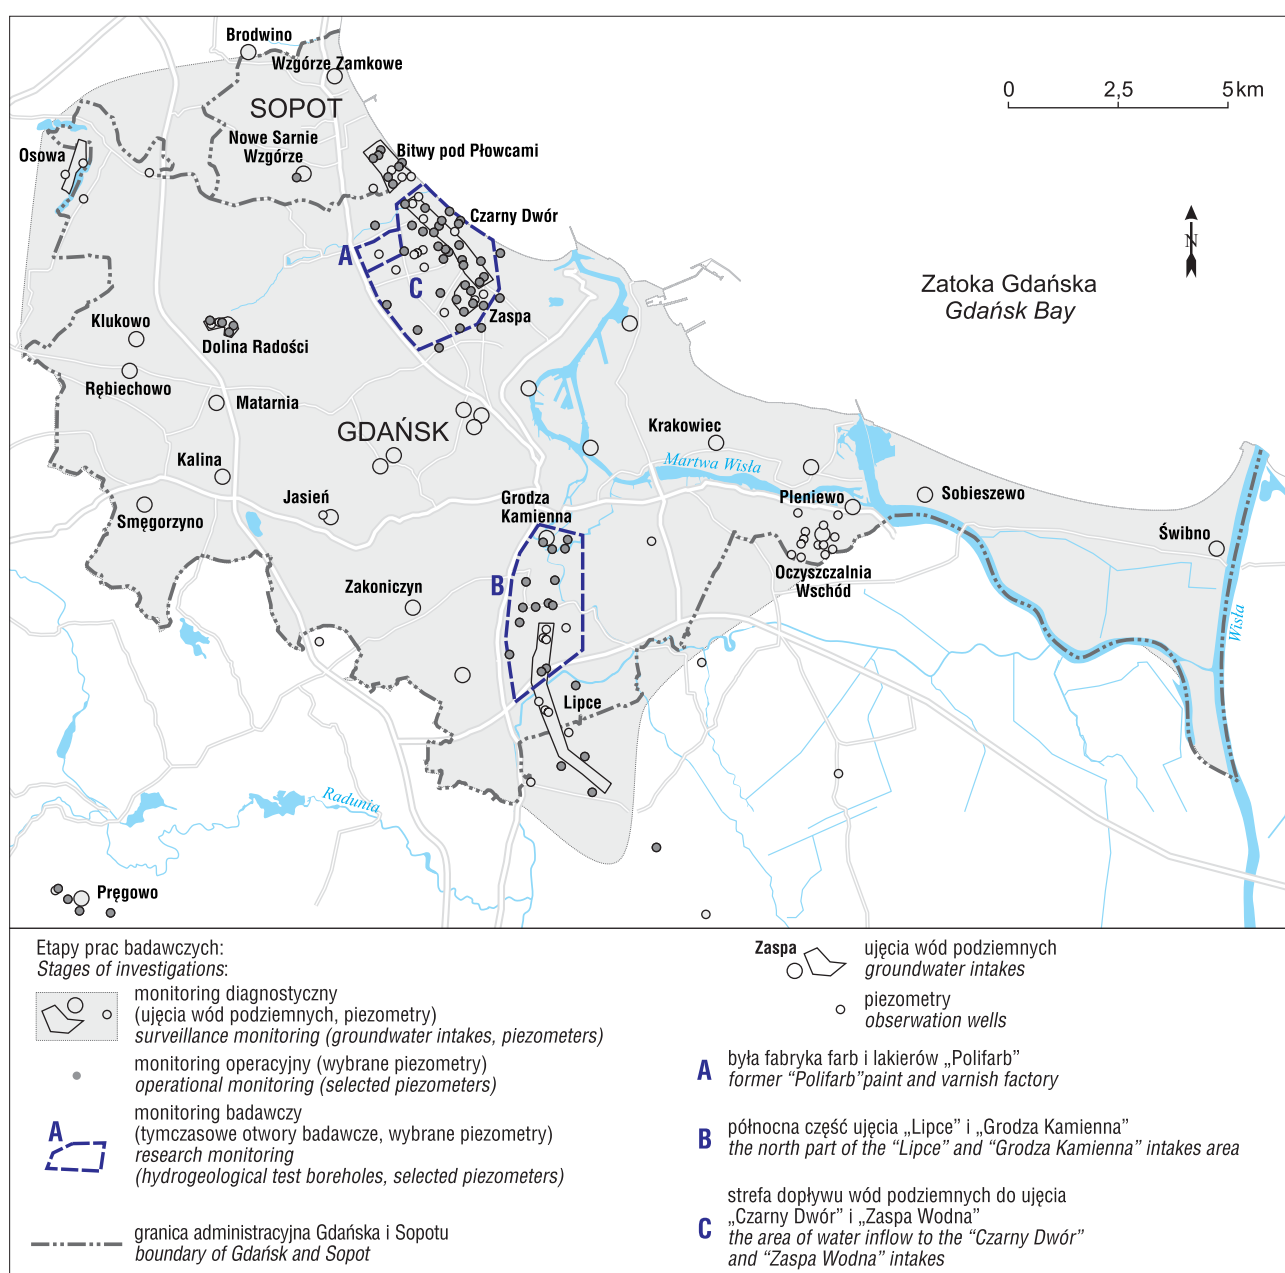 Brodwino
Wzgórze Zamkowe
SOPOT
Nowe Sarnie
Wzgórze
Osowa
Bitwy pod Płowcami
Czarny Dwór
A
C
Zaspa
0 2,5 5 km
N
Zatoka Gdańska
Gdańsk Bay
Klukowo
Dolina Radości
Rębiechowo
Matarnia
GDAŃSK
Krakowiec
Martwa Wisła
Kalina
Jasień
Smęgorzyno
Grodza
Kamienna
Pleniewo
Sobieszewo
Świbno
Oczyszczalnia
Wschód
Zakoniczyn
B
Wisła
Lipce
Radunia
Pręgowo
Etapy prac badawczych:
Stages of investigations:
monitoring diagnostyczny
(ujęcia wód podziemnych, piezometry)
surveillance monitoring (groundwater intakes, piezometers)
monitoring operacyjny (wybrane piezometry)
operational monitoring (selected piezometers)
A
monitoring badawczy
(tymczasowe otwory badawcze, wybrane piezometry)
research monitoring
(hydrogeological test boreholes, selected piezometers)
granica administracyjna Gdańska i Sopotu
boundary of Gdańsk and Sopot
Zaspa
ujęcia wód podziemnych
groundwater intakes
piezometry
obserwation wells
A
była fabryka farb i lakierów „Polifarb”
former “Polifarb”paint and varnish factory
B
północna część ujęcia „Lipce” i „Grodza Kamienna”
the north part of the “Lipce” and “Grodza Kamienna” intakes area
C
strefa dopływu wód podziemnych do ujęcia
„Czarny Dwór” i „Zaspa Wodna”
the area of water inflow to the “Czarny Dwór”
and “Zaspa Wodna” intakes